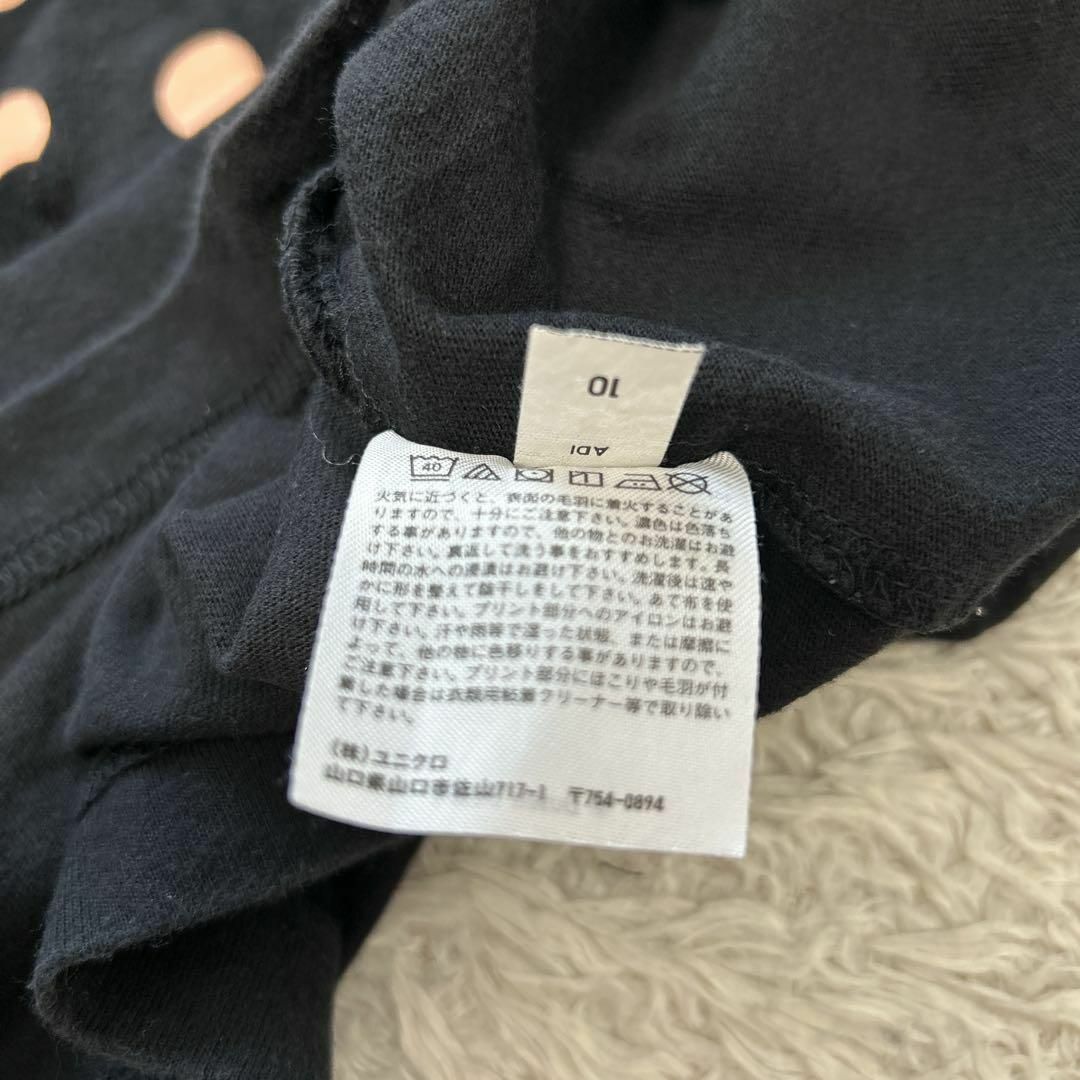 10
ADI
40
火気に近づくと、表面の毛羽に着火することがあ
りますので、十分にご注意下さい。濃色は色落ち
する事がありますので、他の物とのお洗濯はお避
け下さい。裏返して洗う事をおすすめします。長
時間の水への浸漬はお避け下さい。洗濯後は速や
かに形を整えて陰干しをして下さい。あて布を使
用して下さい。プリント部分へのアイロンはお避
け下さい。汗や雨等で湿った状態、または摩擦に
よって、他の物に色移りする事がありますので、
ご注意下さい。プリント部分にほこりや毛羽が付
着した場合は衣類用粘着クリーナー等で取り除い
て下さい。
(株)ユニクロ
山口県山口市佐山717-1 〒754-0894